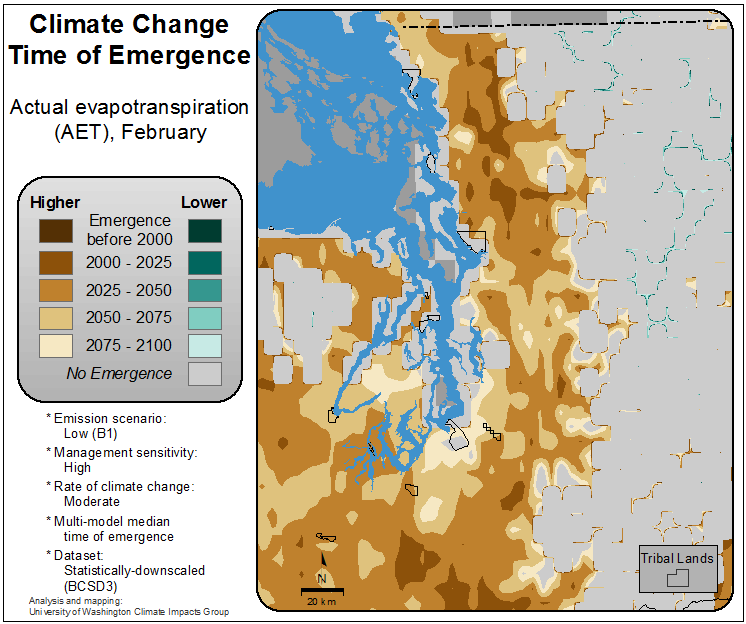 Climate Change
Time of Emergence
Actual evapotranspiration
(AET), February
Higher
Lower
Emergence
before 2000
2000 - 2025
2025 - 2050
2050 - 2075
2075 - 2100
No Emergence
* Emission scenario:
Low (B1)
* Management sensitivity:
High
* Rate of climate change:
Moderate
* Multi-model median
time of emergence
* Dataset:
Statistically-downscaled
(BCSD3)
Analysis and mapping:
University of Washington Climate Impacts Group
N
20 km
Tribal Lands